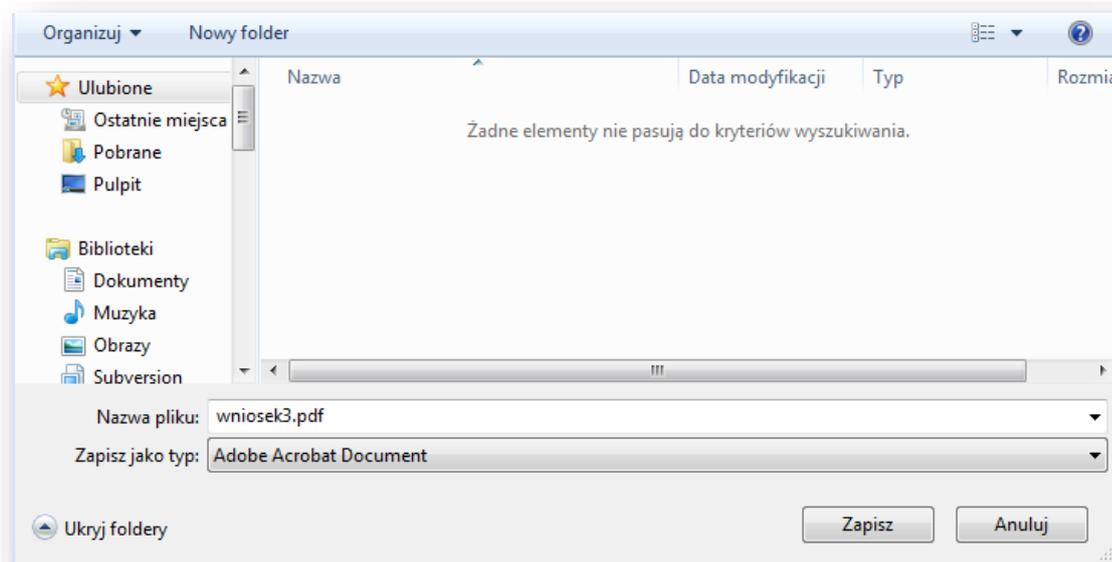 Organizuj Nowy folder
Nazwa Data modyfikacji Typ Rozmia
Ulubione
Ostatnie miejsca
Pobrane
Pulpit
Biblioteki
Dokumenty
Muzyka
Obrazy
Subversion
Żadne elementy nie pasują do kryteriów wyszukiwania.
Nazwa pliku: wniosek3.pdf
Zapisz jako typ: Adobe Acrobat Document
Ukryj foldery Zapisz Anuluj